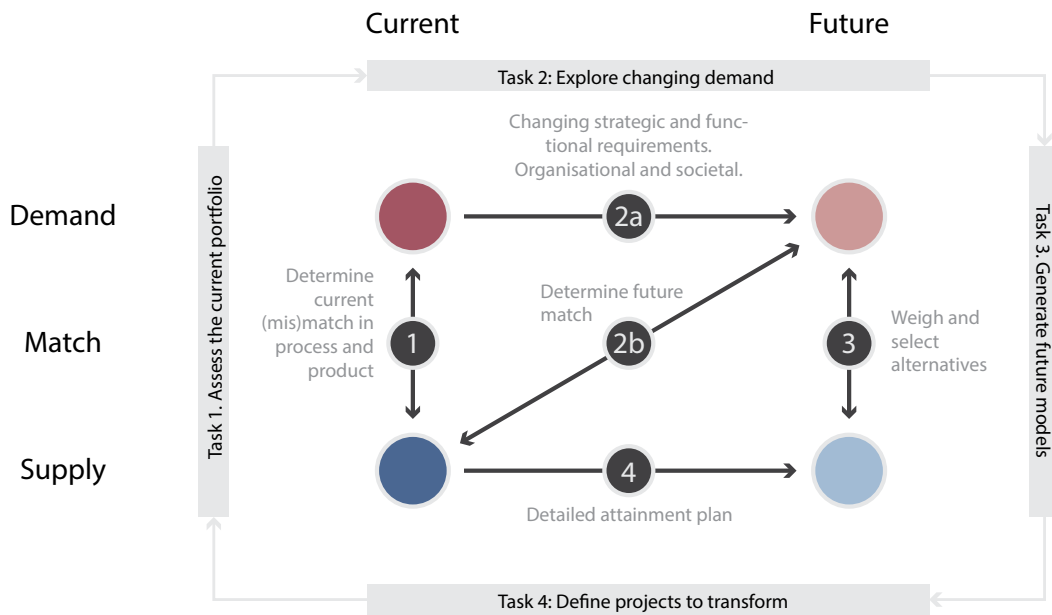 Current
Future
Task 2: Explore changing demand
Changing strategic and func-
tional requirements.
Organisational and societal.
Demand
2a
Task 1. Assess the current portfolio
Determine
current
(mis)match in
process and
product
Determine future
match
Match
1
2b
3
Weigh and
select
alternatives
Task 3. Generate future
models
Supply
4
Detailed attainment plan
Task 4: Define projects to transform